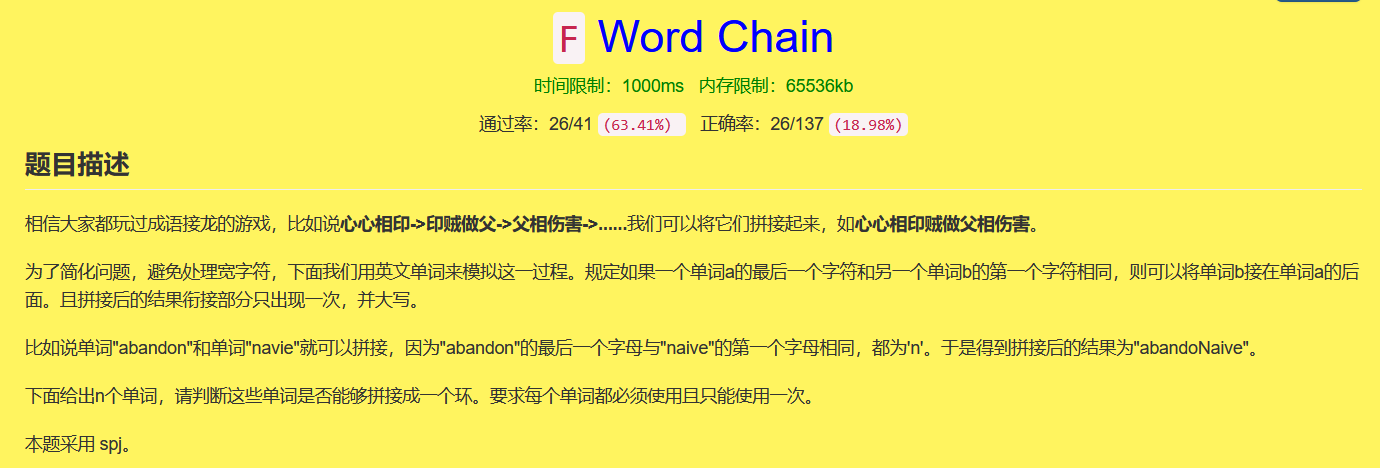 F Word Chain
时间限制：1000ms 内存限制：65536kb
通过率：26/41 (63.41%) 正确率：26/137 (18.98%)
题目描述
相信大家都玩过成语接龙的游戏，比如说心心相印->印贼做父->父相伤害->......我们可以将它们拼接起来，如心心相印贼做父相伤害。
为了简化问题，避免处理宽字符，下面我们用英文单词来模拟这一过程。规定如果一个单词a的最后一个字符和另一个单词b的第一个字符相同，则可以将单词b接在单词a的后
面。且拼接后的结果衔接部分只出现一次，并大写。
比如说单词"abandon"和单词"navie"就可以拼接，因为"abandon"的最后一个字母与"naive"的第一个字母相同，都为'n'。于是得到拼接后的结果为"abandoNaive"。
下面给出n个单词，请判断这些单词是否能够拼接成一个环。要求每个单词都必须使用且只能使用一次。
本题采用 spj。